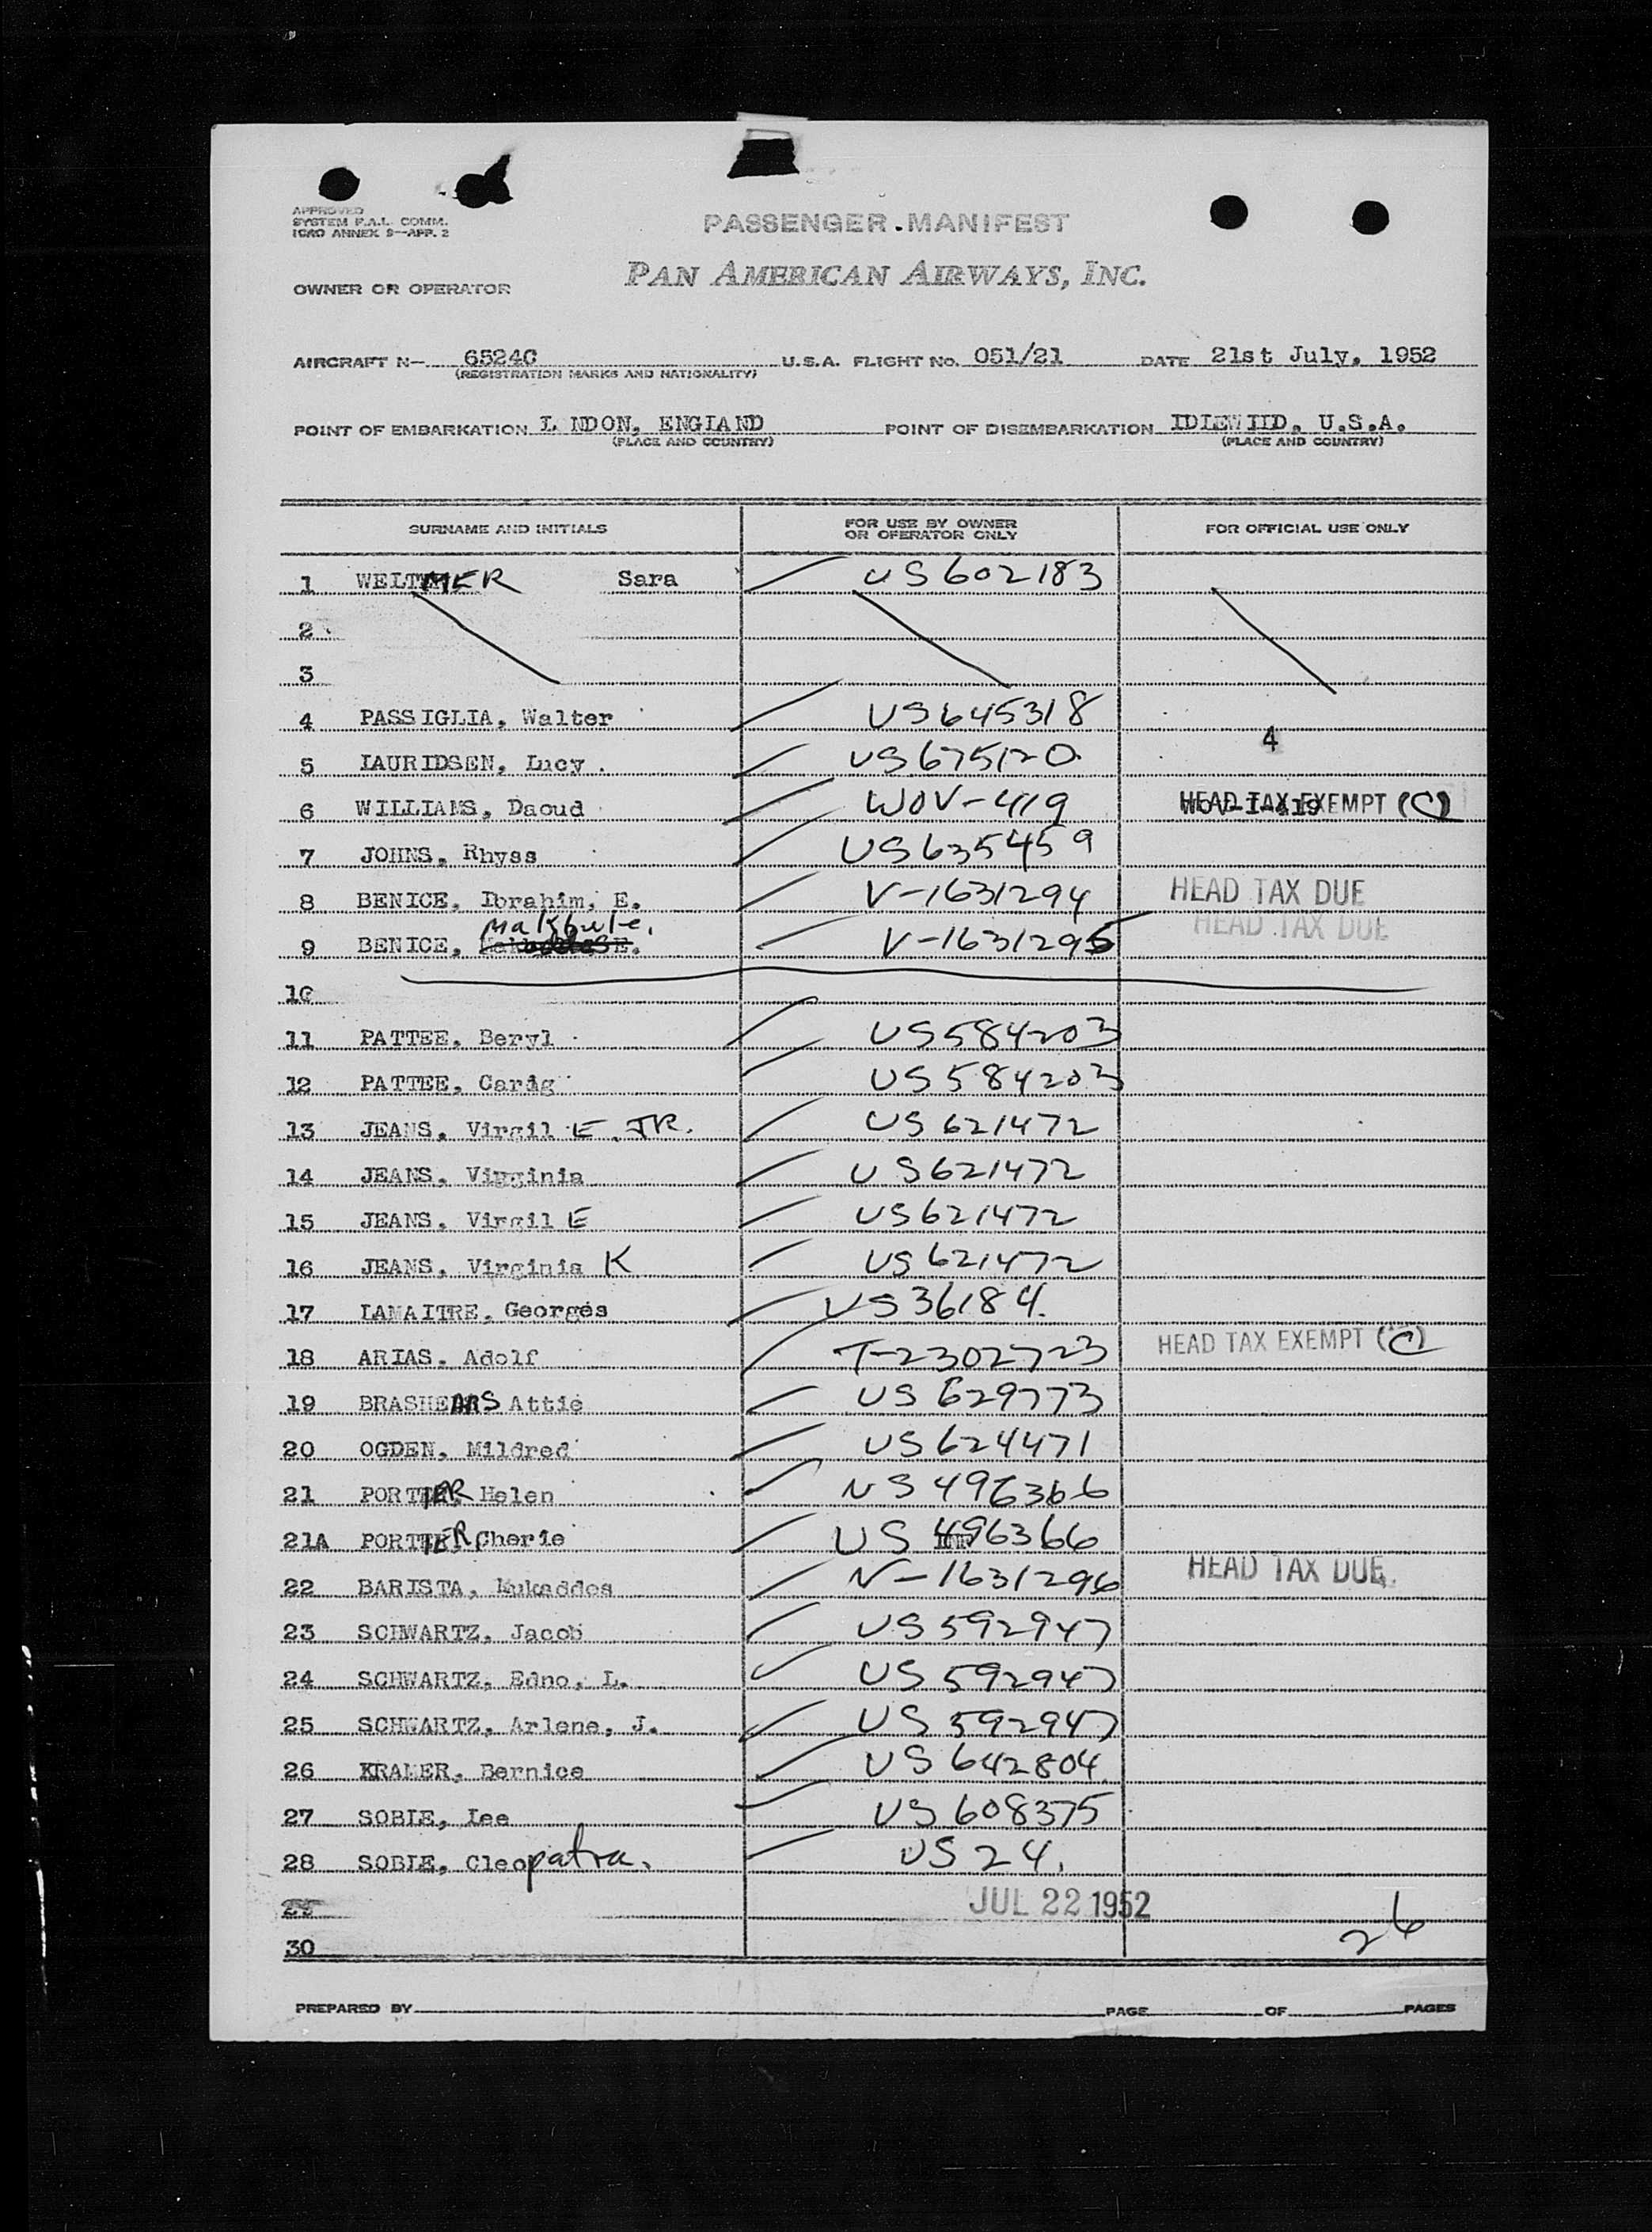 APPROVED
SYSTEM F.A.L. COMM.
ICAO ANNEX 9—APP. 2
PASSENGER MANIFEST
OWNER OR OPERATOR PAN AMERICAN AIRWAYS, INC.
AIRCRAFT N— 6524C U.S.A. FLIGHT NO. 051/21 DATE 21st July, 1952
(REGISTRATION MARKS AND NATIONALITY)
POINT OF EMBARKATION L NDON, ENGLAND POINT OF DISEMBARKATION IDLEWILD, U.S.A.
(PLACE AND COUNTRY) (PLACE AND COUNTRY)
SURNAME AND INITIALS FOR USE BY OWNER OR OPERATOR ONLY FOR OFFICIAL USE ONLY
1 WELTMER Sara US602183
2
3
4 PASSIGLIA, Walter US645318
5 LAURIDSEN, Lucy US675120 4
6 WILLIAMS, Daoud WOV-419 HEAD TAX EXEMPT (C)
7 JOHNS, Rhyss US635459
8 BENICE, Ibrahim, E. V-1631294 HEAD TAX DUE
9 BENICE, Makbule. V-1631295 HEAD TAX DUE
10
11 PATTEE, Beryl US584203
12 PATTEE, Carig US584203
13 JEANS, Virgil E. JR. US621472
14 JEANS, Virginia US621472
15 JEANS, Virgil E US621472
16 JEANS, Virginia K US621472
17 LAMAITRE, Georges US36184.
18 ARIAS, Adolf T-2302723 HEAD TAX EXEMPT (C)
19 BRASHEARS Attie US629773
20 OGDEN, Mildred US624471
21 PORTER, Helen US496366
21A PORTER, Cherie US 496366
22 BARISTA, Mukaddes V-1631296 HEAD TAX DUE
23 SCHWARTZ, Jacob US592947
24 SCHWARTZ, Edno, L. US592947
25 SCHWARTZ, Arlene, J. US592947
26 KRAMER, Bernice US642804
27 SOBLE, Lee US608375
28 SOBLE, Cleopatra. US24.
29 JUL 22 1952
30 26
PREPARED BY PAGE OF PAGES